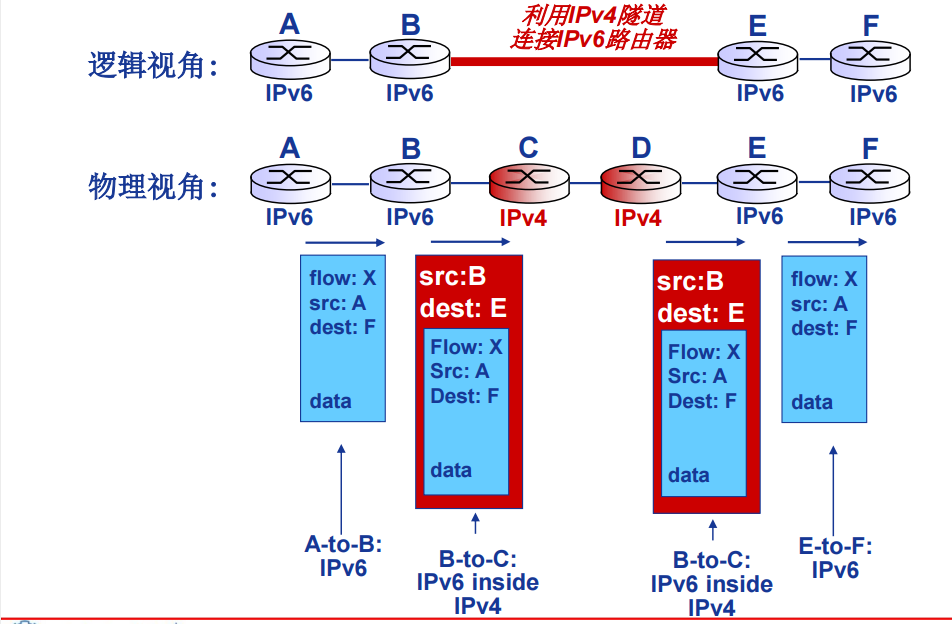 利用IPv4隧道
连接IPv6路由器
逻辑视角：
A
B
E
F
IPv6
IPv6
IPv6
IPv6
物理视角：
A
B
C
D
E
F
IPv6
IPv6
IPv4
IPv4
IPv6
IPv6
flow: X
src: A
dest: F
data
src:B
dest: E
Flow: X
Src: A
Dest: F
data
src:B
dest: E
Flow: X
Src: A
Dest: F
data
flow: X
src: A
dest: F
data
A-to-B:
IPv6
B-to-C:
IPv6 inside
IPv4
B-to-C:
IPv6 inside
IPv4
E-to-F:
IPv6